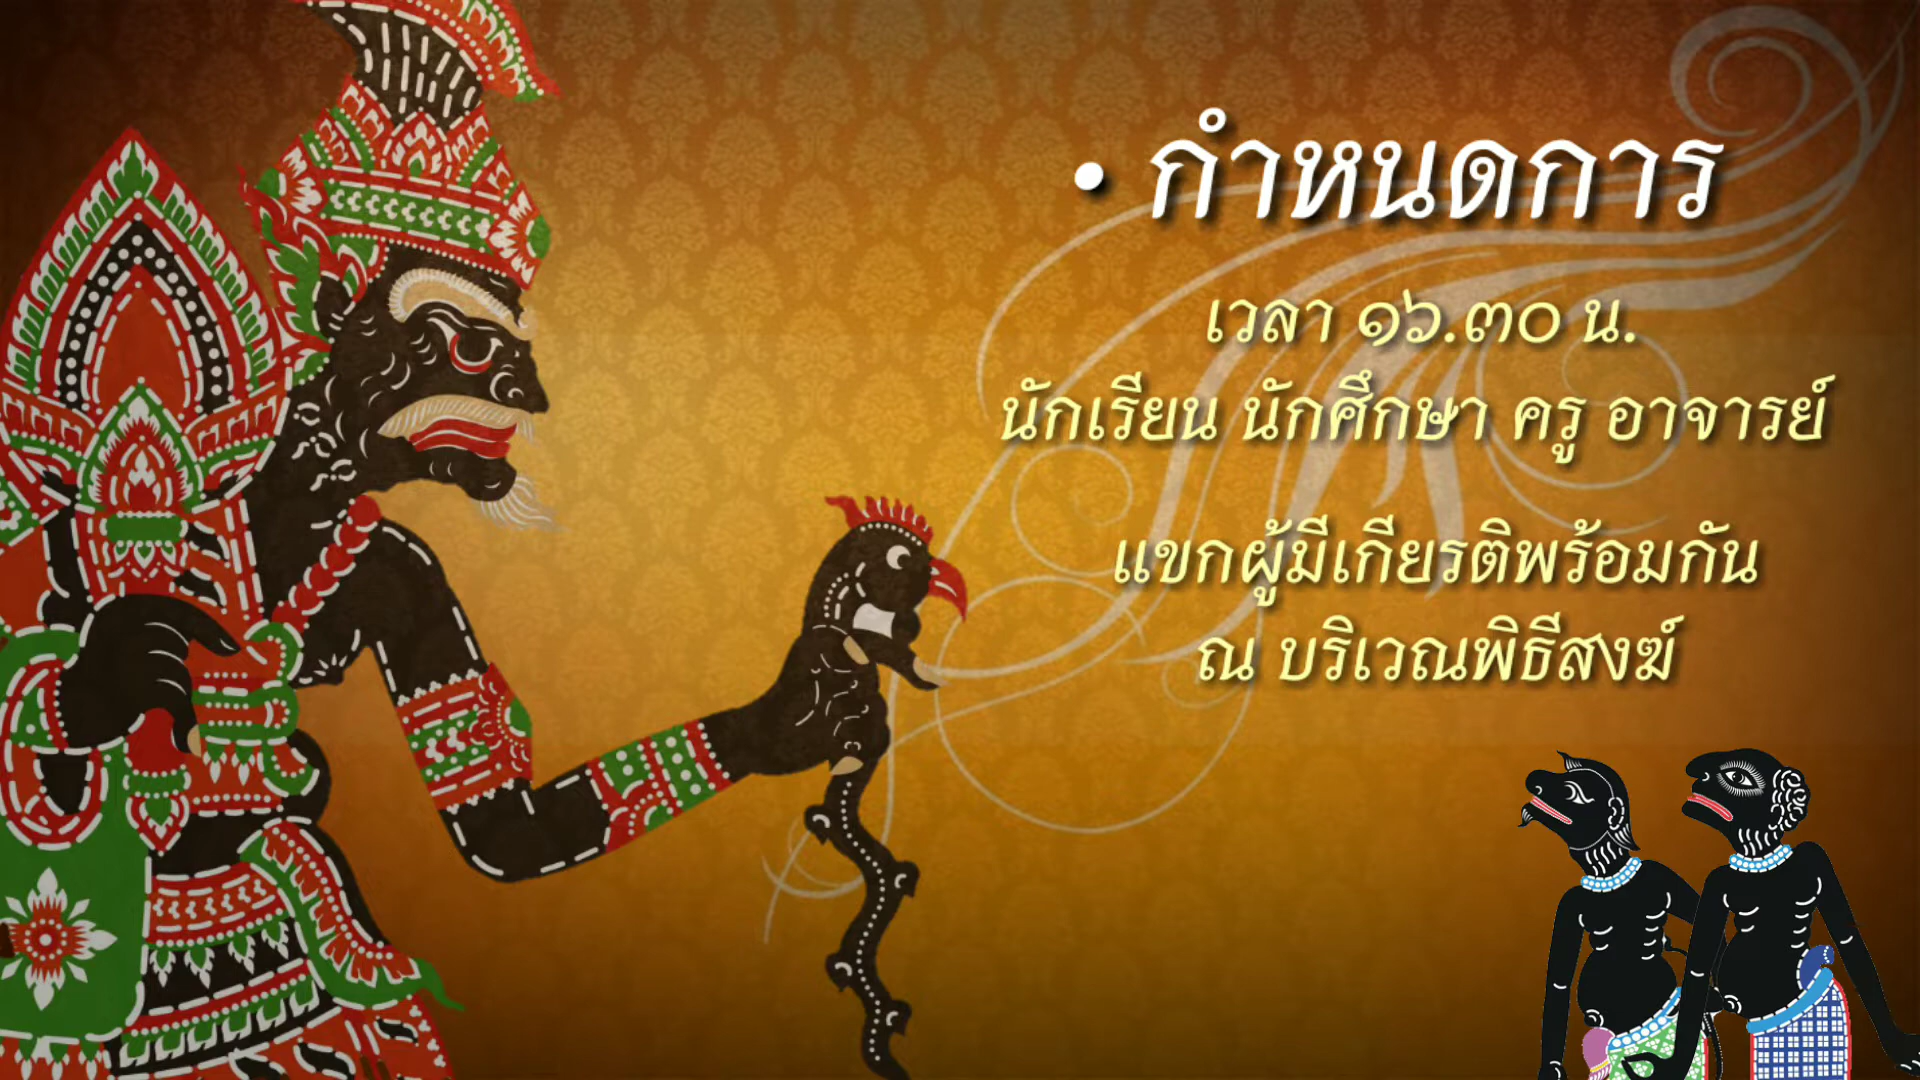 • กำหนดการ
เวลา ๑๖.๓๐ น.
นักเรียน นักศึกษา ครู อาจารย์
แขกผู้มีเกียรติพร้อมกัน
ณ บริเวณพิธีสงฆ์